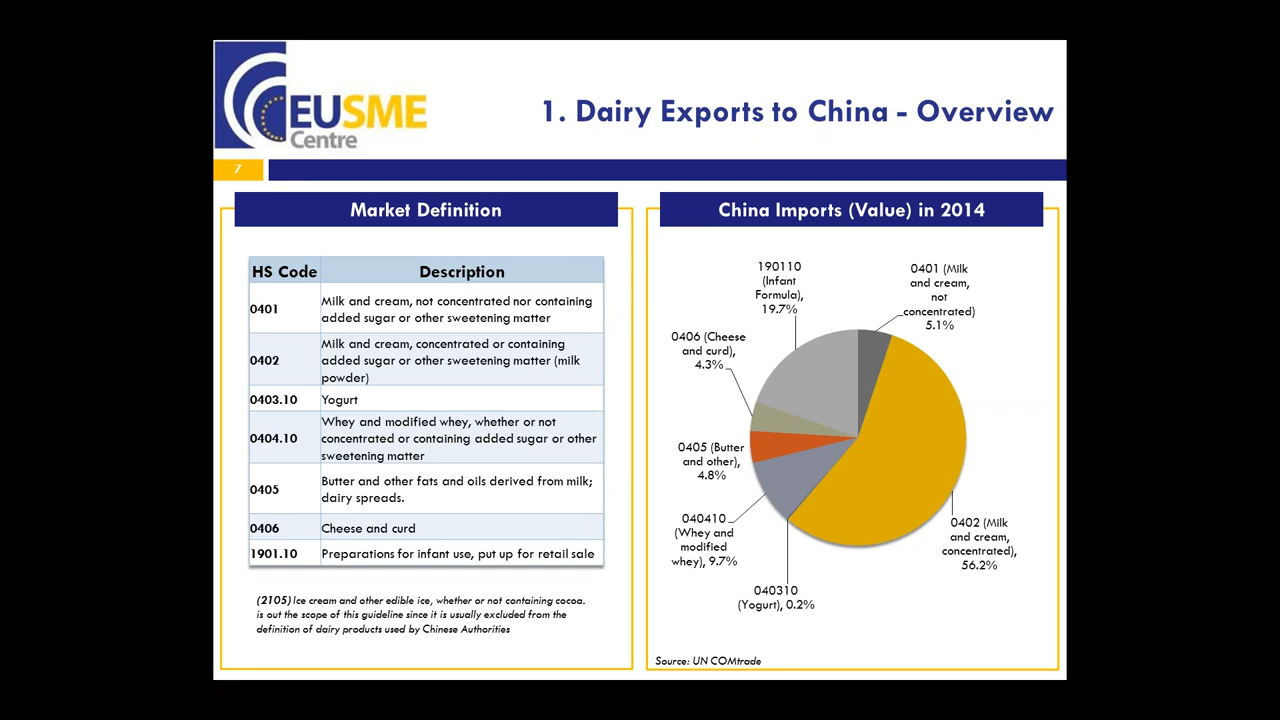 EUSME
Centre
1. Dairy Exports to China - Overview
7
Market Definition
HS Code Description
0401 Milk and cream, not concentrated nor containing
added sugar or other sweetening matter
0402 Milk and cream, concentrated or containing
added sugar or other sweetening matter (milk
powder)
0403.10 Yogurt
0404.10 Whey and modified whey, whether or not
concentrated or containing added sugar or other
sweetening matter
0405 Butter and other fats and oils derived from milk;
dairy spreads.
0406 Cheese and curd
1901.10 Preparations for infant use, put up for retail sale
(2105) Ice cream and other edible ice, whether or not containing cocoa.
is out the scope of this guideline since it is usually excluded from the
definition of dairy products used by Chinese Authorities
China Imports (Value) in 2014
190110
(Infant
Formula),
19.7%
0401 (Milk
and cream,
not
concentrated)
5.1%
0406 (Cheese
and curd),
4.3%
0405 (Butter
and other),
4.8%
040410
(Whey and
modified
whey), 9.7%
040310
(Yogurt), 0.2%
0402 (Milk
and cream,
concentrated),
56.2%
Source: UN COMtrade